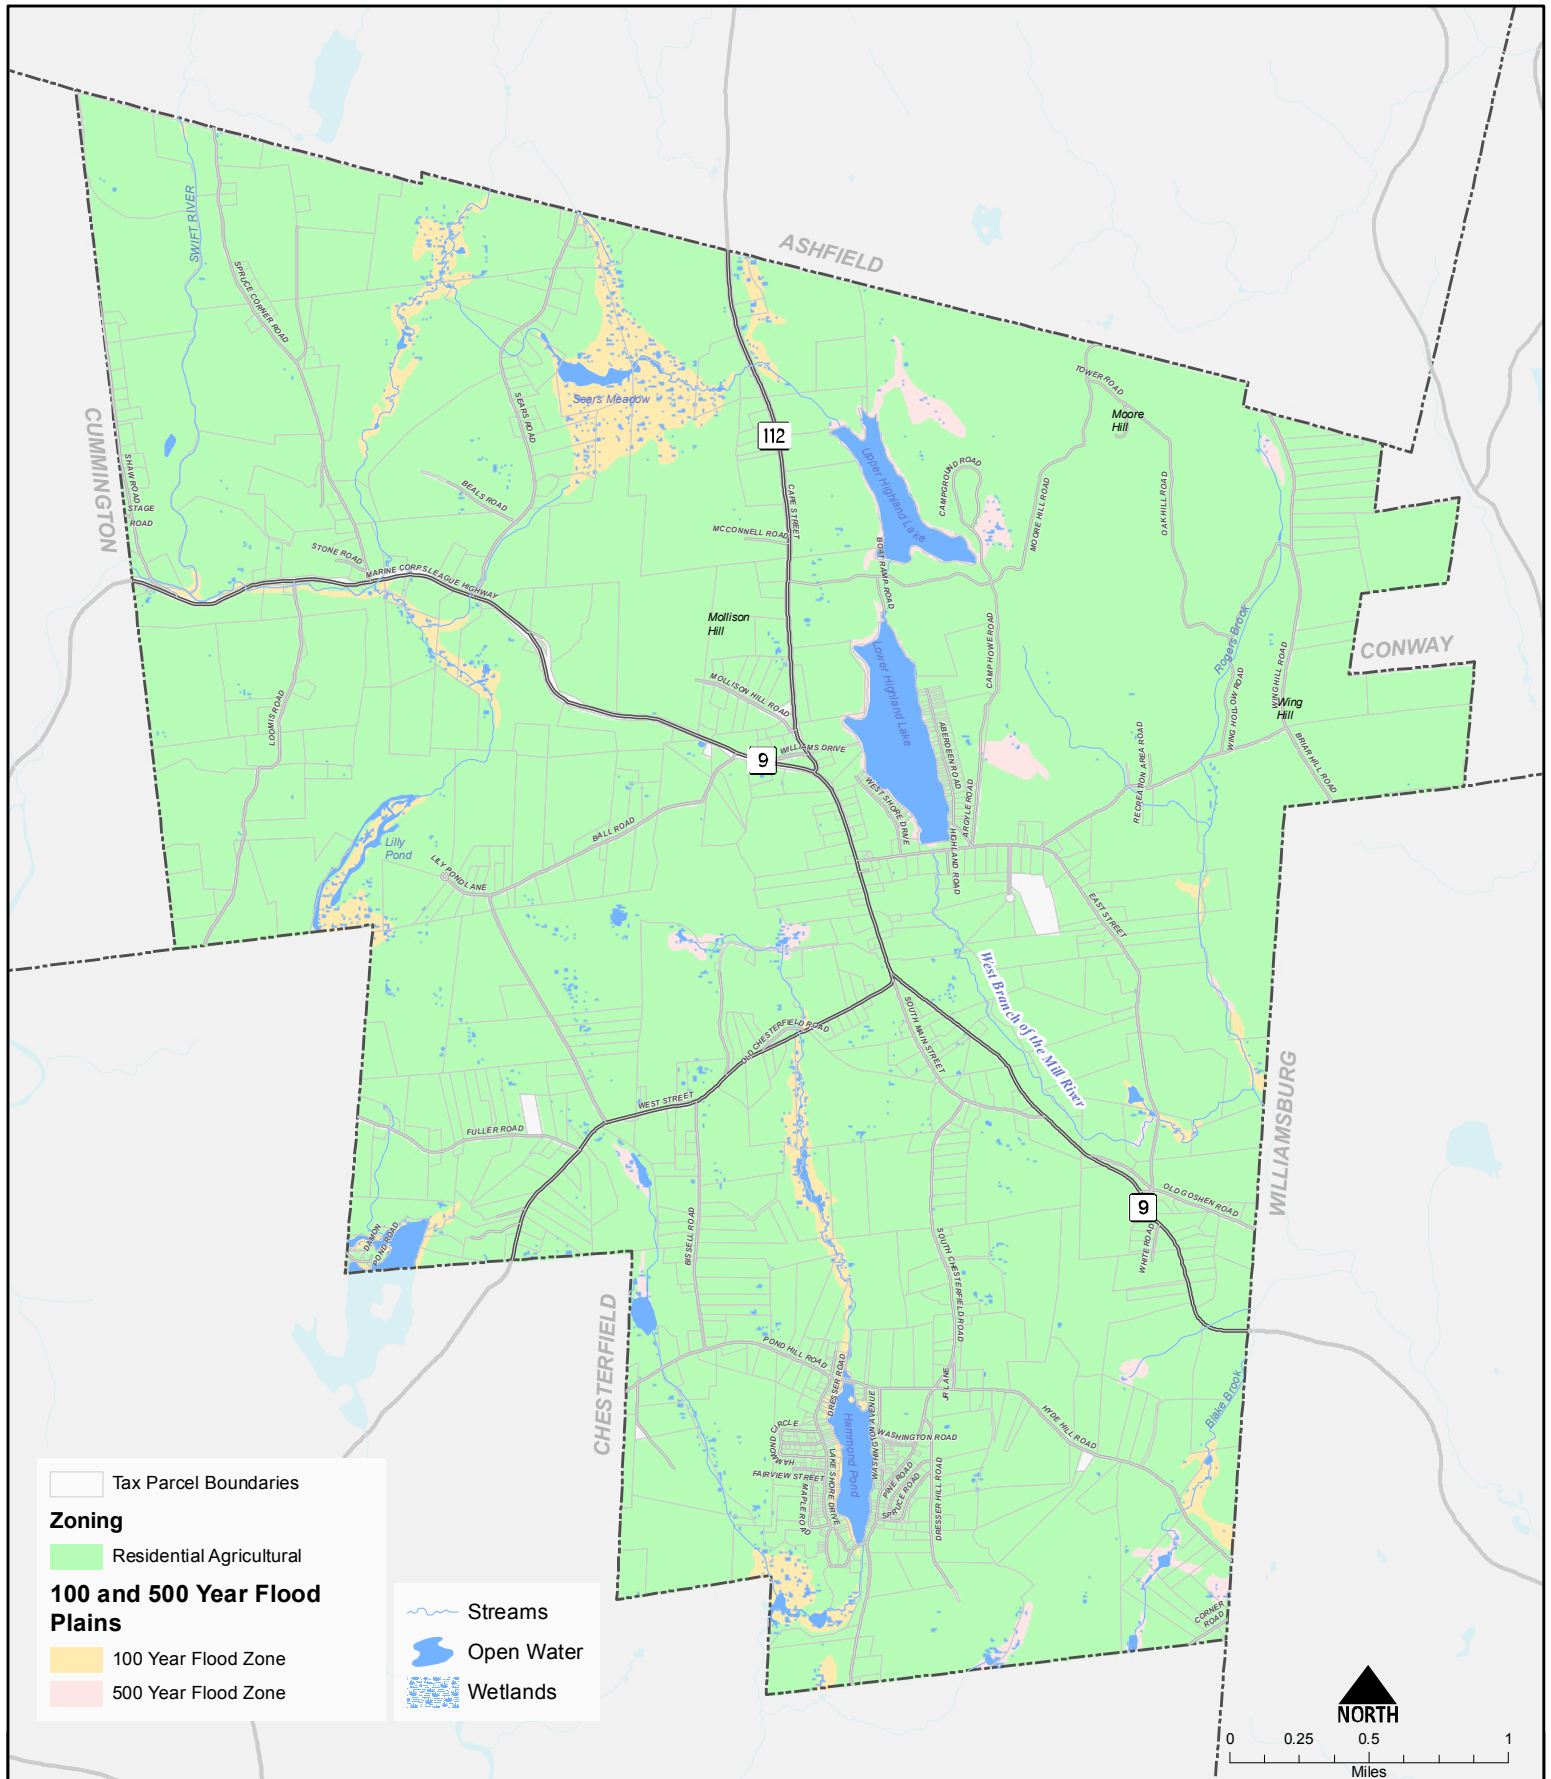 ASHFIELD
SWIFT RIVER
SPRUCE CORNER ROAD
SEARS ROAD
Sears Meadow
TOWER ROAD
Moore
Hill
CUMMINGTON
112
SHAW ROAD
STAGE
ROAD
BEALS ROAD
CAPE STREET
Upper Highland Lake
CAMPGROUND ROAD
MOORE HILL ROAD
OAKHILL ROAD
MCCONNELL ROAD
STONE ROAD
MARINE CORPS LEAGUE HIGHWAY
BOAT RAMP ROAD
Mollison
Hill
Lower Highland Lake
CAMP HOWE ROAD
Rogers Brook
CONWAY
LOOMIS ROAD
MOLLISON HILL ROAD
WING HOLLOW ROAD
WING HILL ROAD
Wing
Hill
9
WILLIAMS DRIVE
ABERDEEN ROAD
RECREATION AREA ROAD
BRIAR HILL ROAD
WEST SHORE DRIVE
ARGYLE ROAD
Lilly
Pond
BALL ROAD
LILY POND LANE
HIGHLAND ROAD
EAST STREET
West Branch of the Mill River
OLD CHESTERFIELD ROAD
SOUTH MAIN STREET
WEST STREET
WILLIAMSBURG
FULLER ROAD
OLD GOSHEN ROAD
9
DAMON
POND ROAD
BISSELL ROAD
SOUTH CHESTERFIELD ROAD
WHITE ROAD
CHESTERFIELD
POND HILL ROAD
DRESSER ROAD
JR LANE
Blake Brook
HAMMOND CIRCLE
Hammond Pond
WASHINGTON AVENUE
WASHINGTON ROAD
HYDE HILL ROAD
FAIRVIEW STREET
LAKE SHORE DRIVE
MAPLE ROAD
PINE ROAD
SPRUCE ROAD
DRESSER HILL ROAD
CORNER
ROAD
Tax Parcel Boundaries
Zoning
Residential Agricultural
100 and 500 Year Flood
Plains
100 Year Flood Zone
500 Year Flood Zone
Streams
Open Water
Wetlands
NORTH
0 0.25 0.5 1
Miles